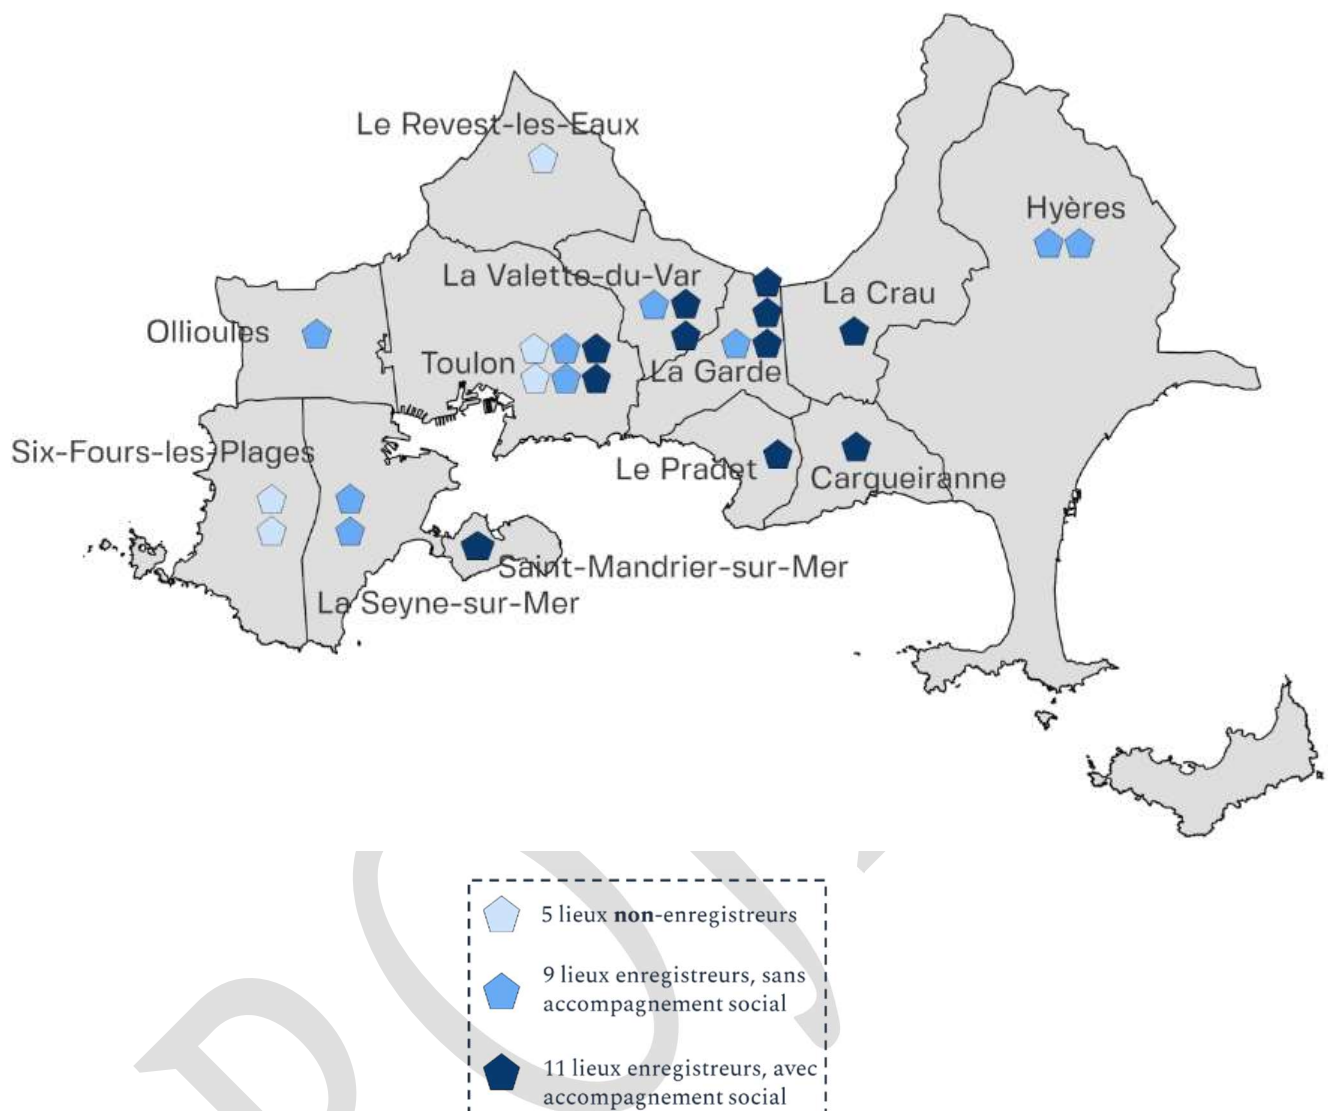 Le Revest-les-Eaux
Hyères
La Valette-du-Var
La Crau
Ollioules
Toulon
La Garde
Six-Fours-les-Plages
Le Pradet
Carqueiranne
Saint-Mandrier-sur-Mer
La Seyne-sur-Mer
5 lieux non-enregistreurs
9 lieux enregistreurs, sans
accompagnement social
11 lieux enregistreurs, avec
accompagnement social